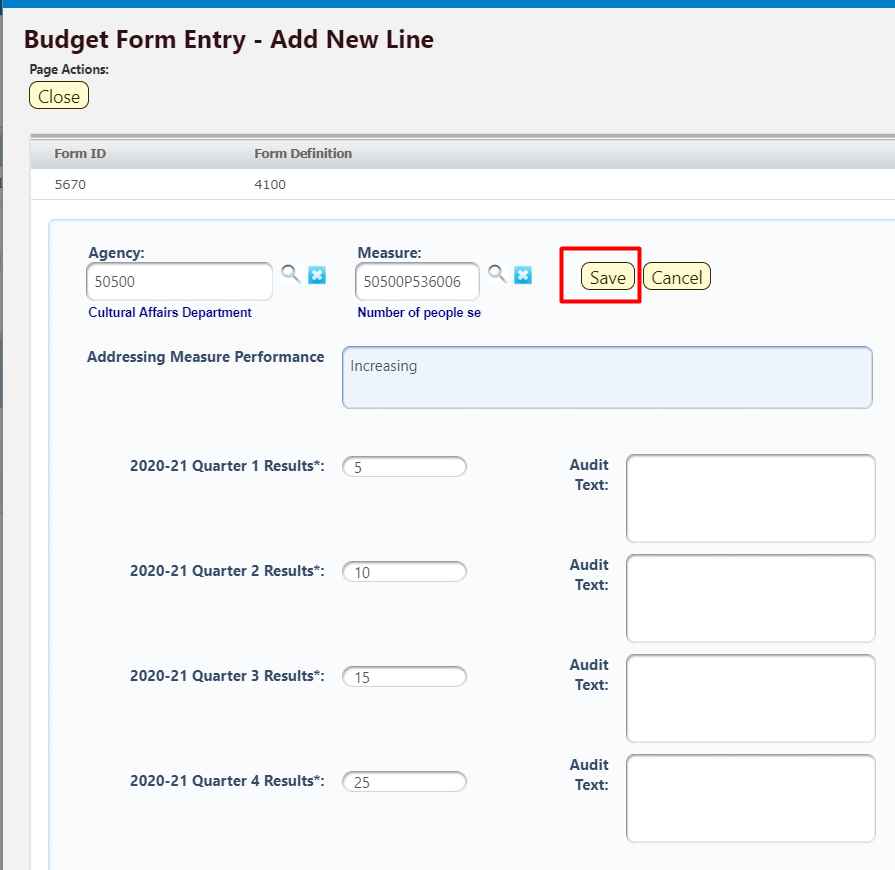 Budget Form Entry - Add New Line
Page Actions:
Close
Form ID Form Definition
5670 4100
Agency: Measure:
50500 50500P536006 Save Cancel
Cultural Affairs Department Number of people se
Addressing Measure Performance Increasing
2020-21 Quarter 1 Results*: 5 Audit
Text:
2020-21 Quarter 2 Results*: 10 Audit
Text:
2020-21 Quarter 3 Results*: 15 Audit
Text:
2020-21 Quarter 4 Results*: 25 Audit
Text: